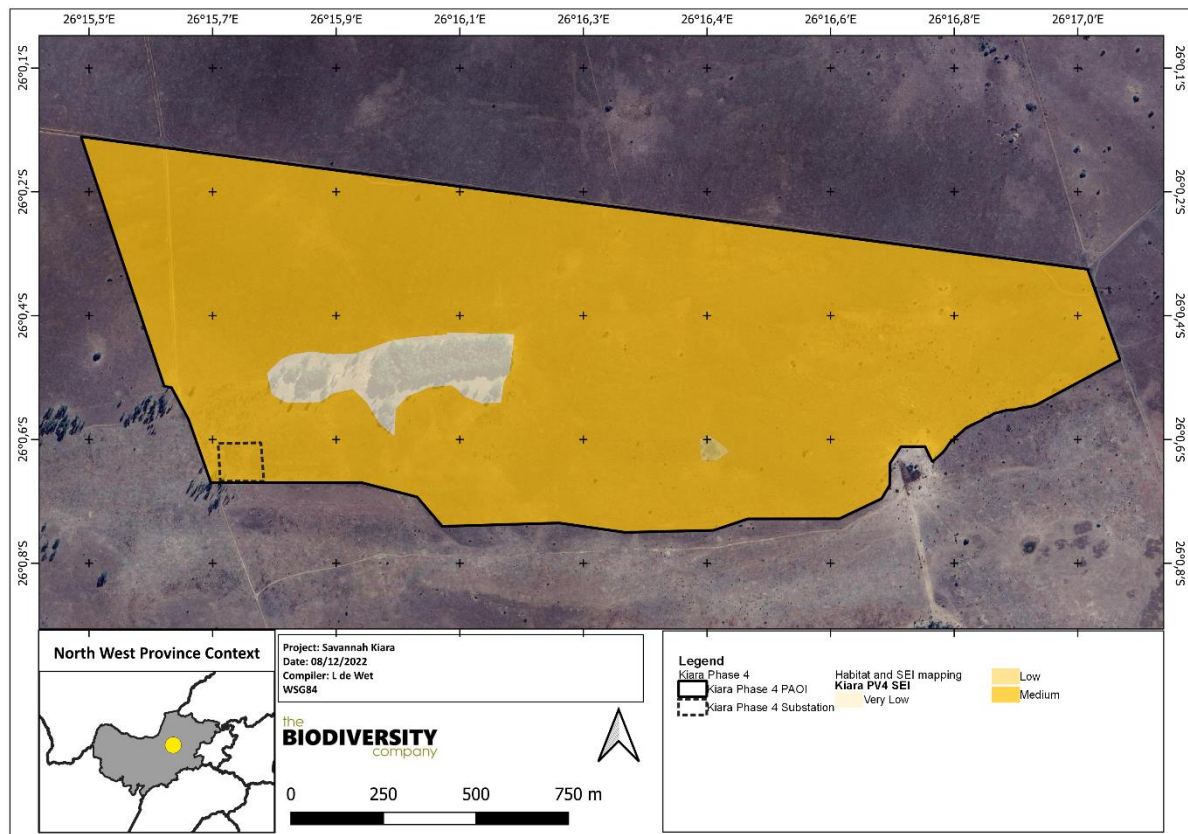 26°15,5'E 26°15,7'E 26°15,9'E 26°16,1'E 26°16,3'E 26°16,4'E 26°16,6'E 26°16,8'E 26°17,0'E
26°0,1'S 26°0,1'S
26°0,2'S 26°0,2'S
26°0,4'S 26°0,4'S
26°0,6'S 26°0,6'S
26°0,8'S 26°0,8'S
North West Province Context
Project: Savannah Kiara
Date: 08/12/2022
Compiler: L de Wet
WSG84
the
BIODIVERSITY
company
0 250 500 750 m
Legend
Kiara Phase 4
Kiara Phase 4 PAOI
Kiara Phase 4 Substation
Habitat and SEI mapping
Kiara PV4 SEI
Very Low
Low
Medium